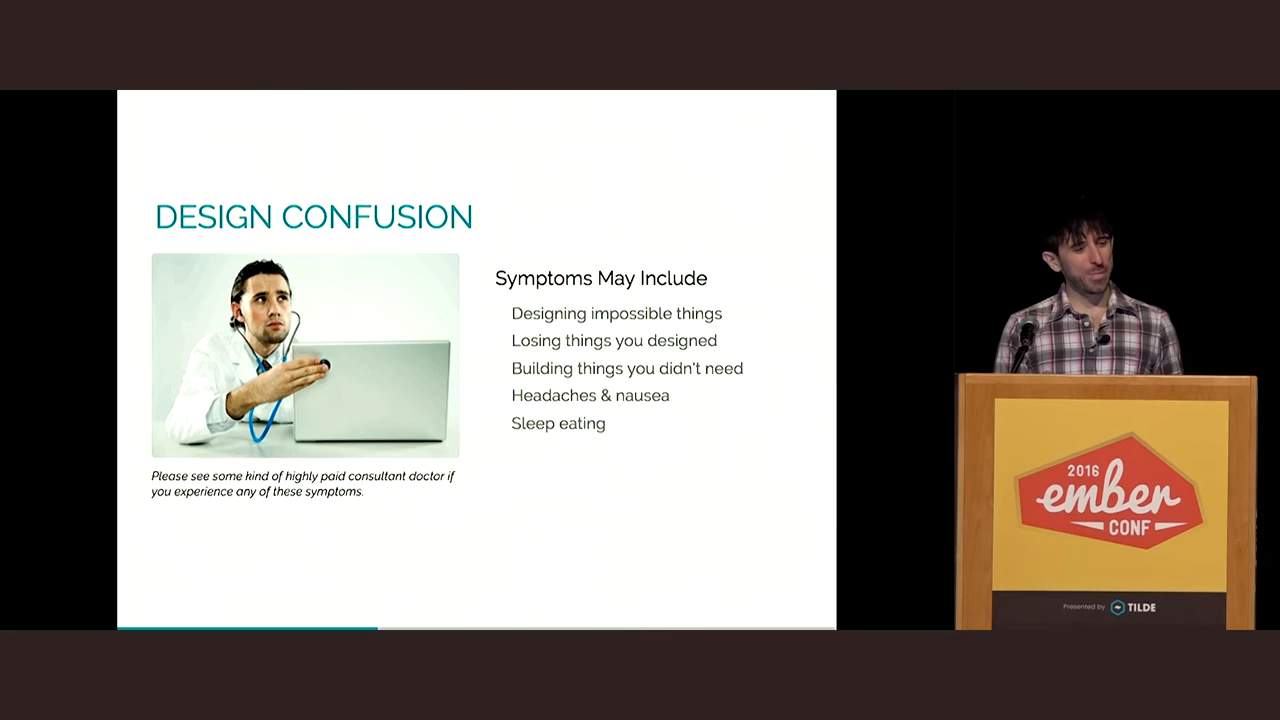 DESIGN CONFUSION
Symptoms May Include
Designing impossible things
Losing things you designed
Building things you didn't need
Headaches & nausea
Sleep eating
Please see some kind of highly paid consultant doctor if
you experience any of these symptoms.
2016
ember
CONF
Presented by TILDE